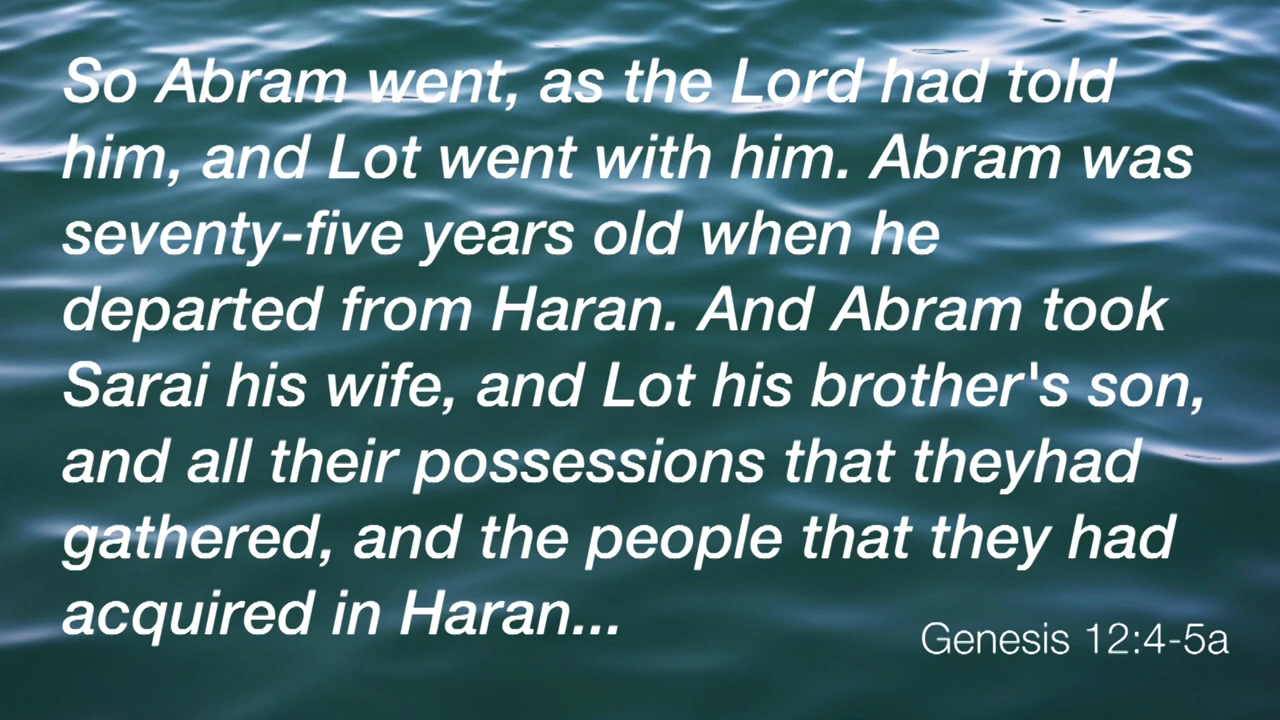 So Abram went, as the Lord had told
him, and Lot went with him. Abram was
seventy-five years old when he
departed from Haran. And Abram took
Sarai his wife, and Lot his brother's son,
and all their possessions that theyhad
gathered, and the people that they had
acquired in Haran...
Genesis 12:4-5a